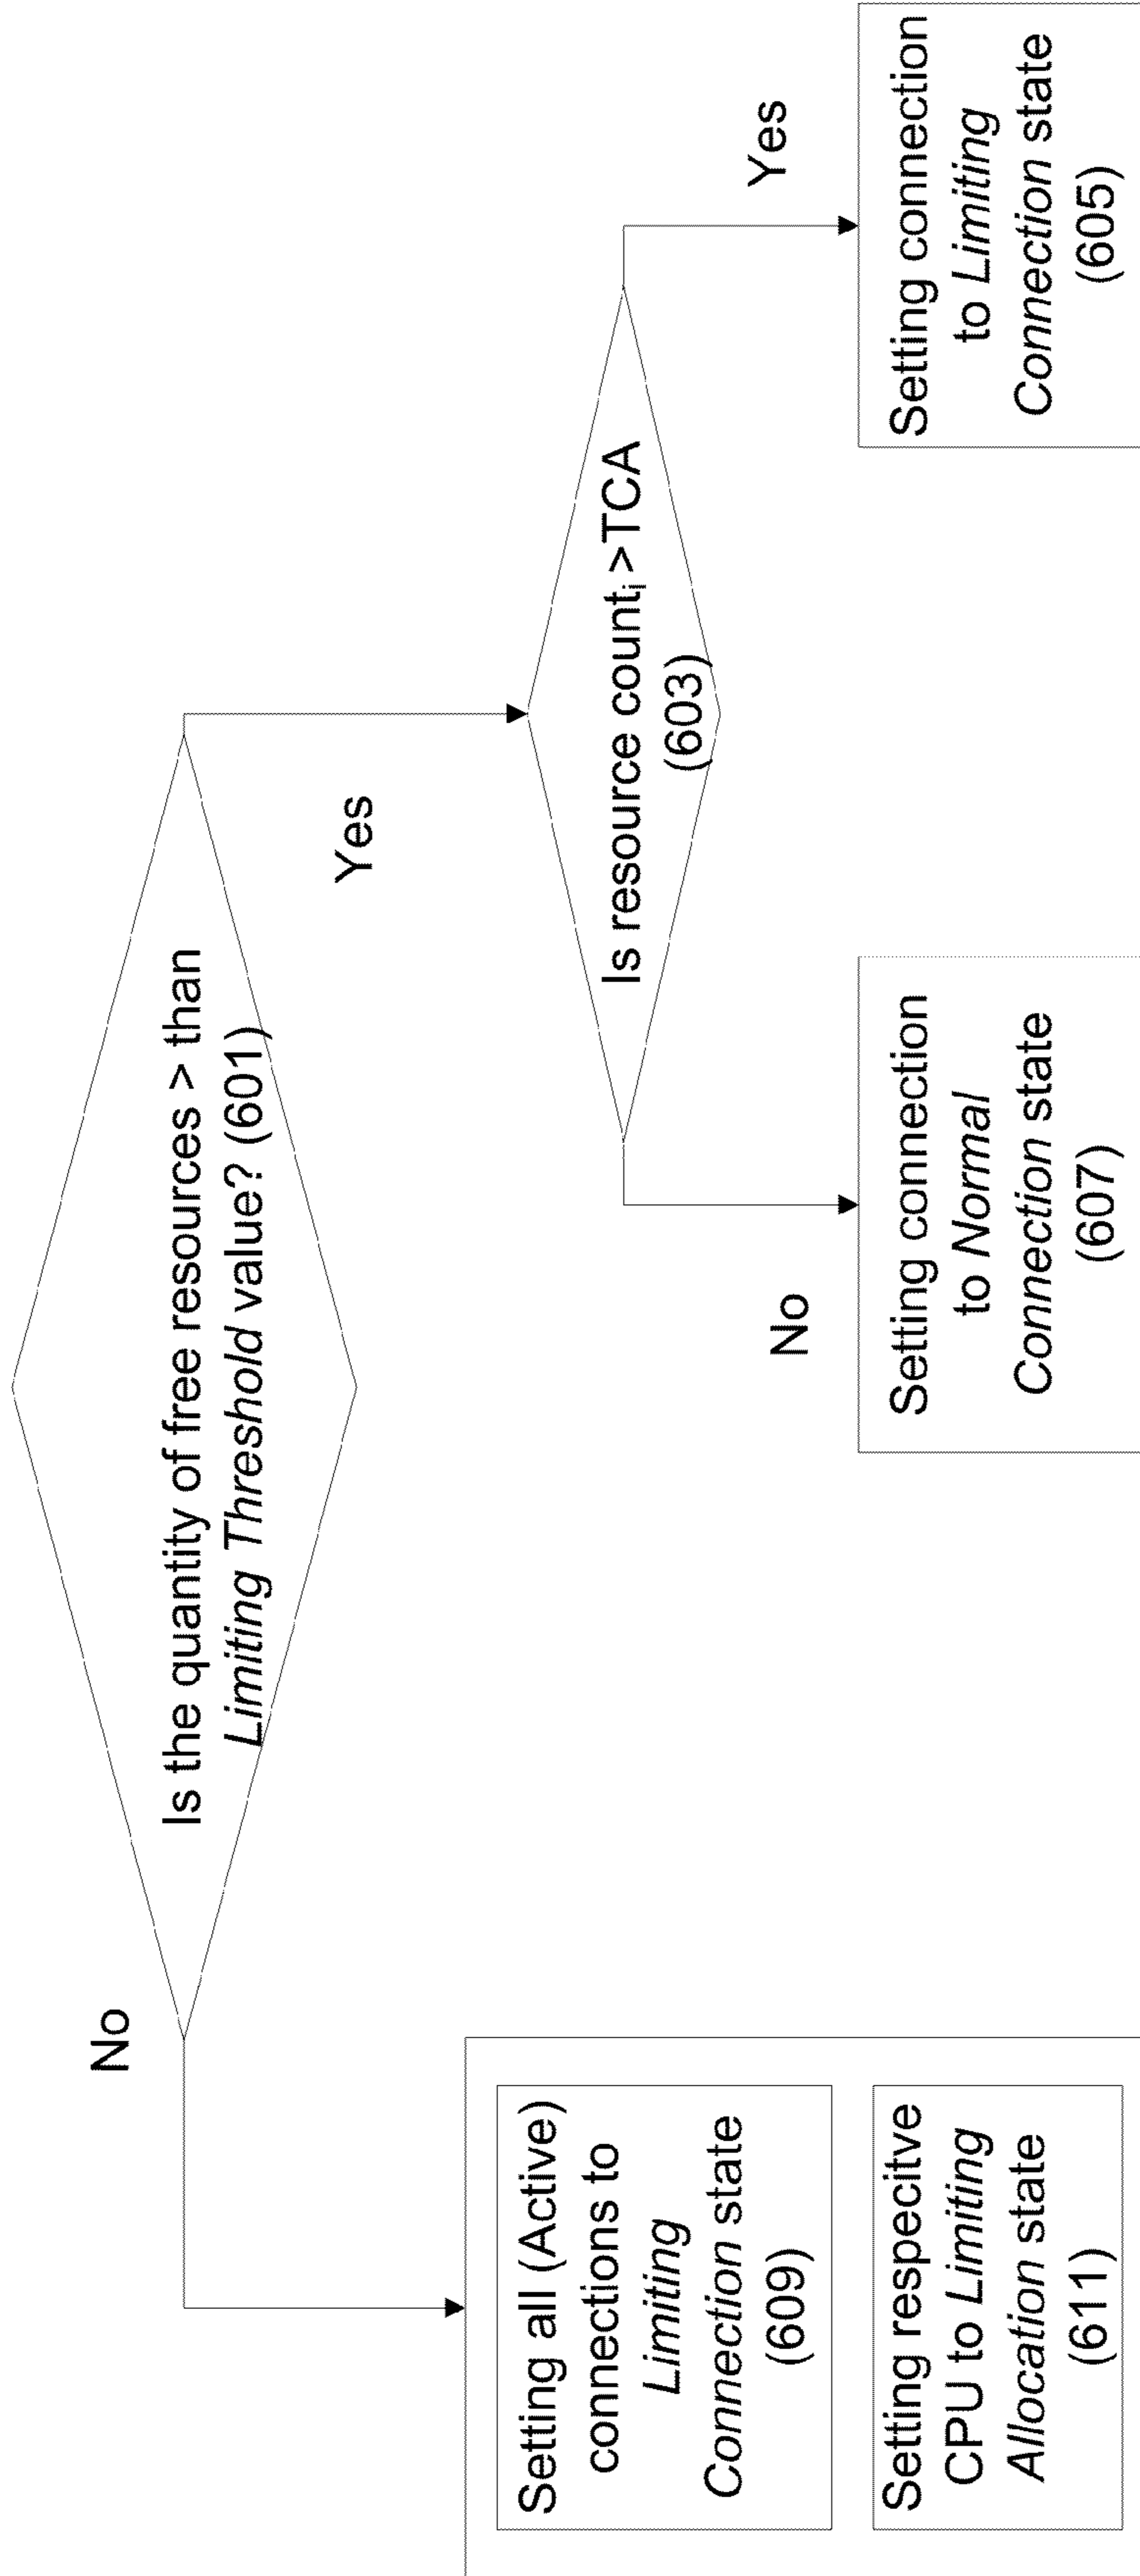 Is the quantity of free resources > than
Limiting Threshold value? (601)
No
Yes
Setting all (Active)
connections to
Limiting
Connection state
(609)
Setting respecitve
CPU to Limiting
Allocation state
(611)
Is resource countᵢ >TCA
(603)
No
Yes
Setting connection
to Normal
Connection state
(607)
Setting connection
to Limiting
Connection state
(605)